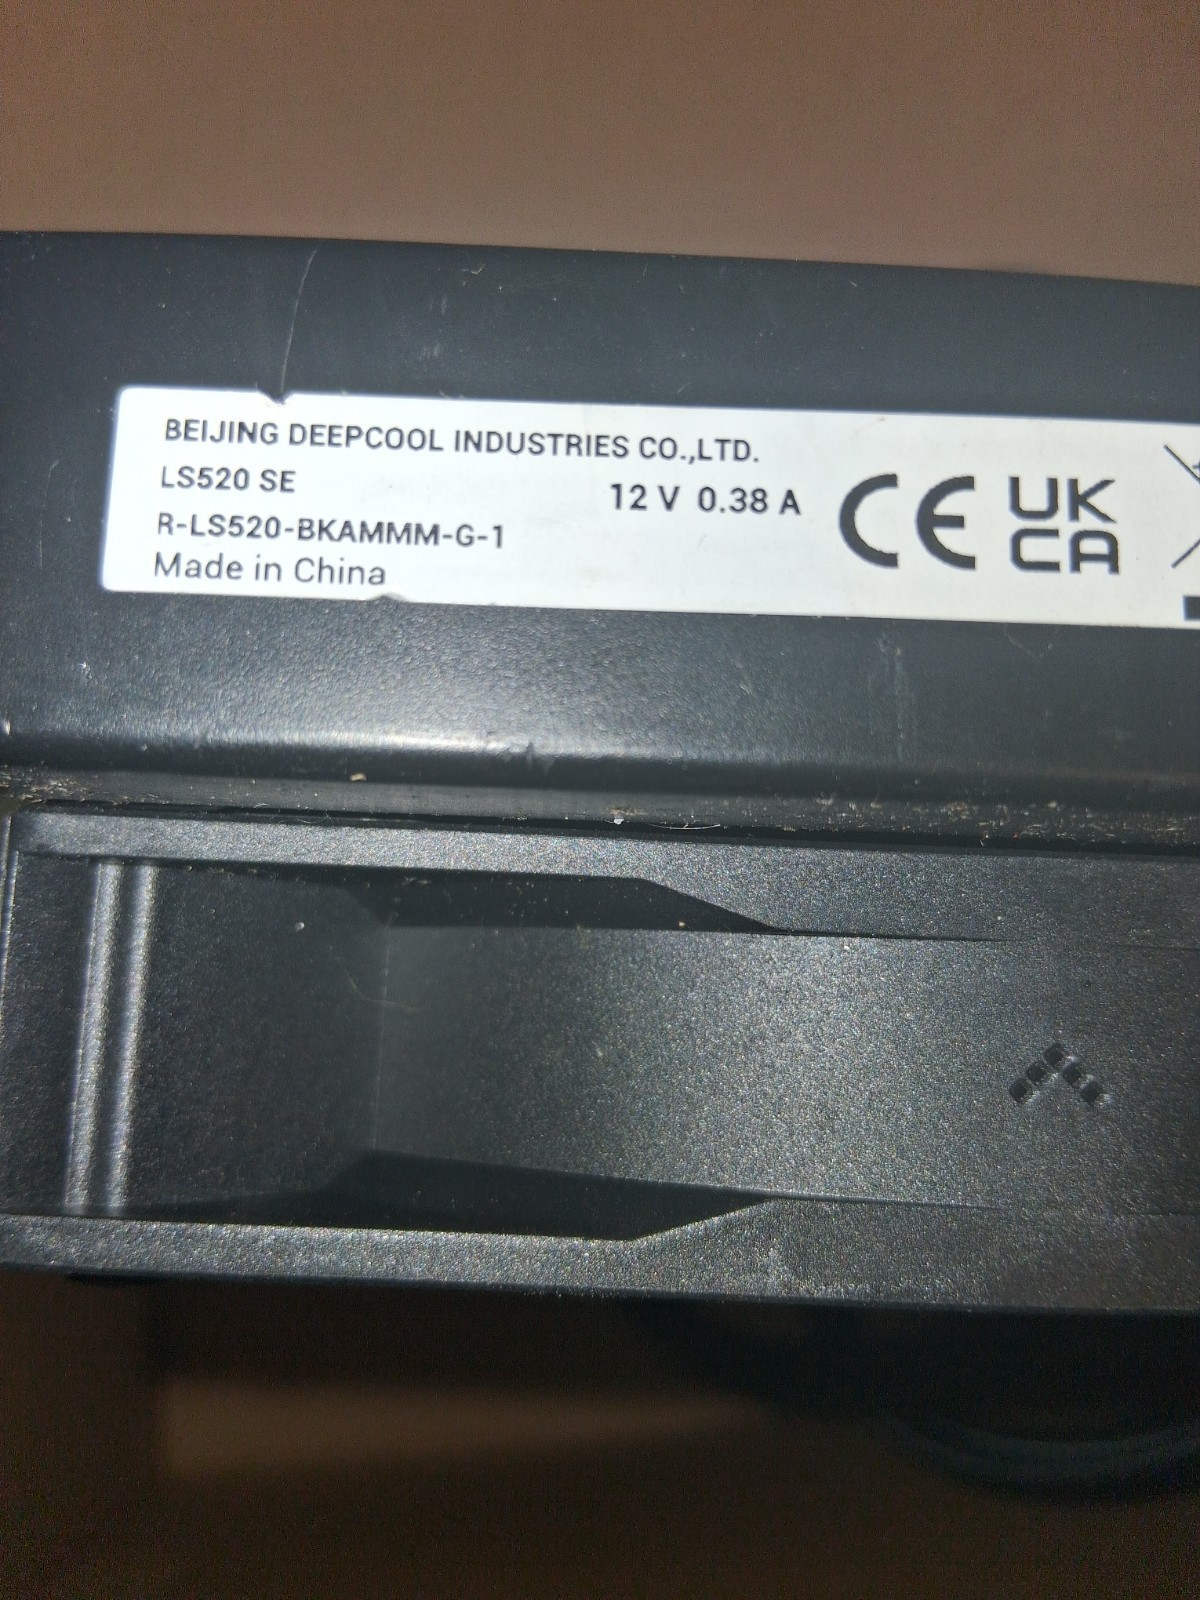 BEIJING DEEPCOOL INDUSTRIES CO.,LTD.
LS520 SE
12 V 0.38 A
R-LS520-BKAMMM-G-1
Made in China
CE
UK
CA